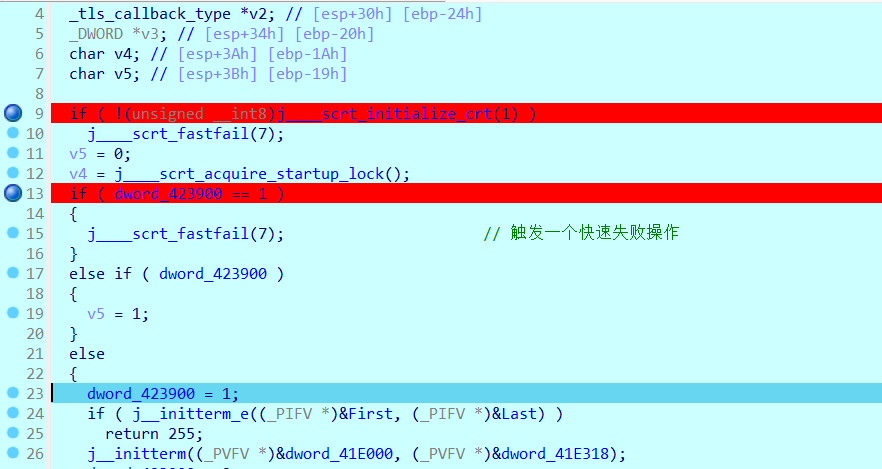 4 _tls_callback_type *v2; // [esp+30h] [ebp-24h]
5 _DWORD *v3; // [esp+34h] [ebp-20h]
6 char v4; // [esp+3Ah] [ebp-1Ah]
7 char v5; // [esp+3Bh] [ebp-19h]
8
9 if ( !(unsigned __int8)j____scrt_initialize_crt(1) )
10 j____scrt_fastfail(7);
11 v5 = 0;
12 v4 = j____scrt_acquire_startup_lock();
13 if ( dword_423900 == 1 )
14 {
15 j____scrt_fastfail(7); // 触发一个快速失败操作
16 }
17 else if ( dword_423900 )
18 {
19 v5 = 1;
20 }
21 else
22 {
23 dword_423900 = 1;
24 if ( j__initterm_e((_PIFV *)&First, (_PIFV *)&Last) )
25 return 255;
26 j__initterm((_PVFV *)&dword_41E000, (_PVFV *)&dword_41E318);